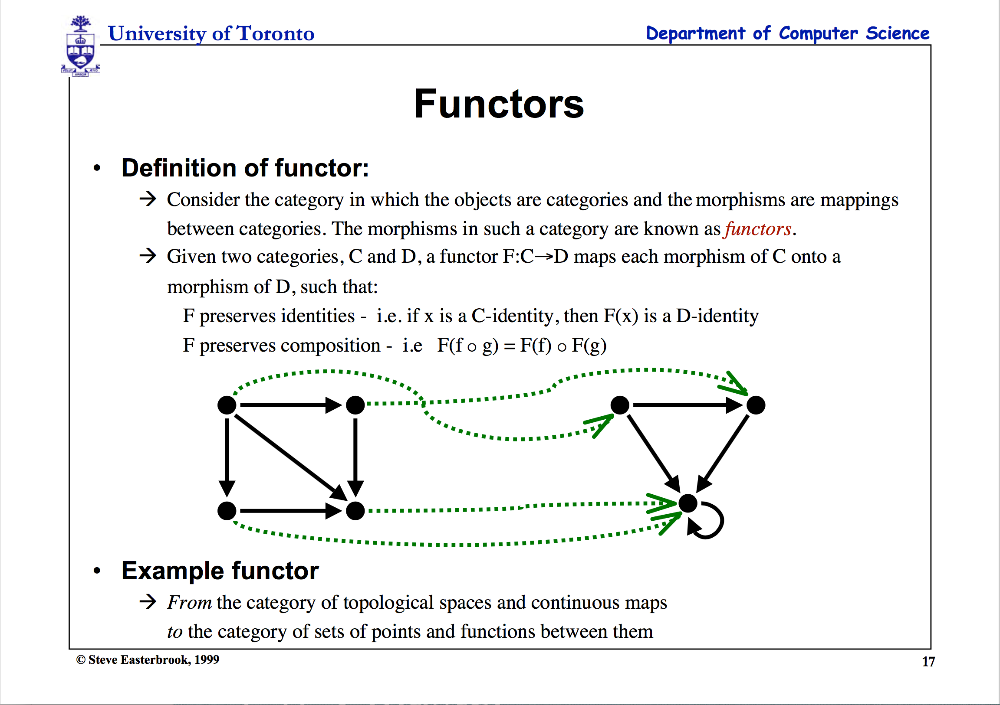 University of Toronto
Department of Computer Science
VELUT ÆVO
ARBOR
Functors
• Definition of functor:
→ Consider the category in which the objects are categories and the morphisms are mappings
between categories. The morphisms in such a category are known as functors.
→ Given two categories, C and D, a functor F:C→D maps each morphism of C onto a
morphism of D, such that:
F preserves identities - i.e. if x is a C-identity, then F(x) is a D-identity
F preserves composition - i.e F(f ○ g) = F(f) ○ F(g)
• Example functor
→ From the category of topological spaces and continuous maps
to the category of sets of points and functions between them
© Steve Easterbrook, 1999
17